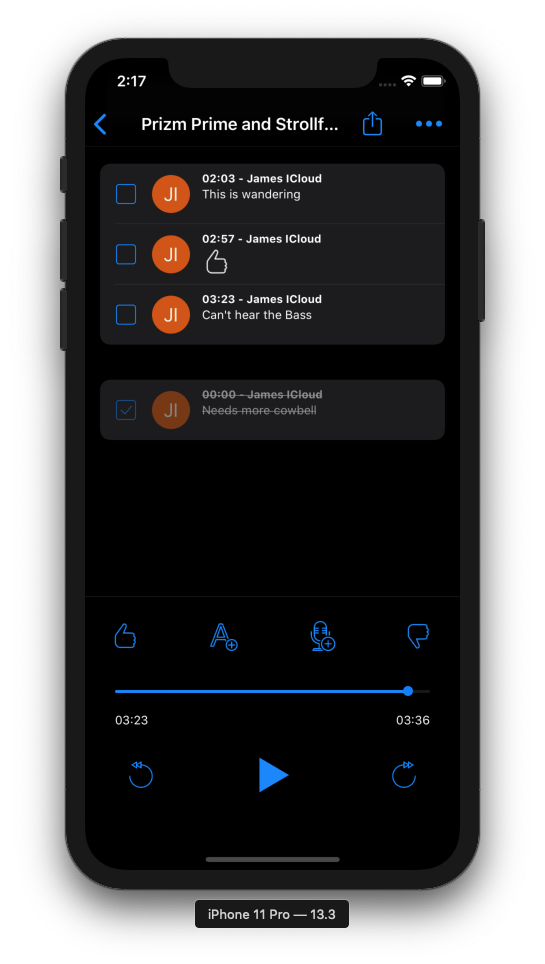 2:17
Prizm Prime and Strollf...
JI
02:03 - James ICloud
This is wandering
JI
02:57 - James ICloud
JI
03:23 - James ICloud
Can't hear the Bass
JI
00:00 - James ICloud
Needs more cowbell
A
03:23
03:36
iPhone 11 Pro — 13.3